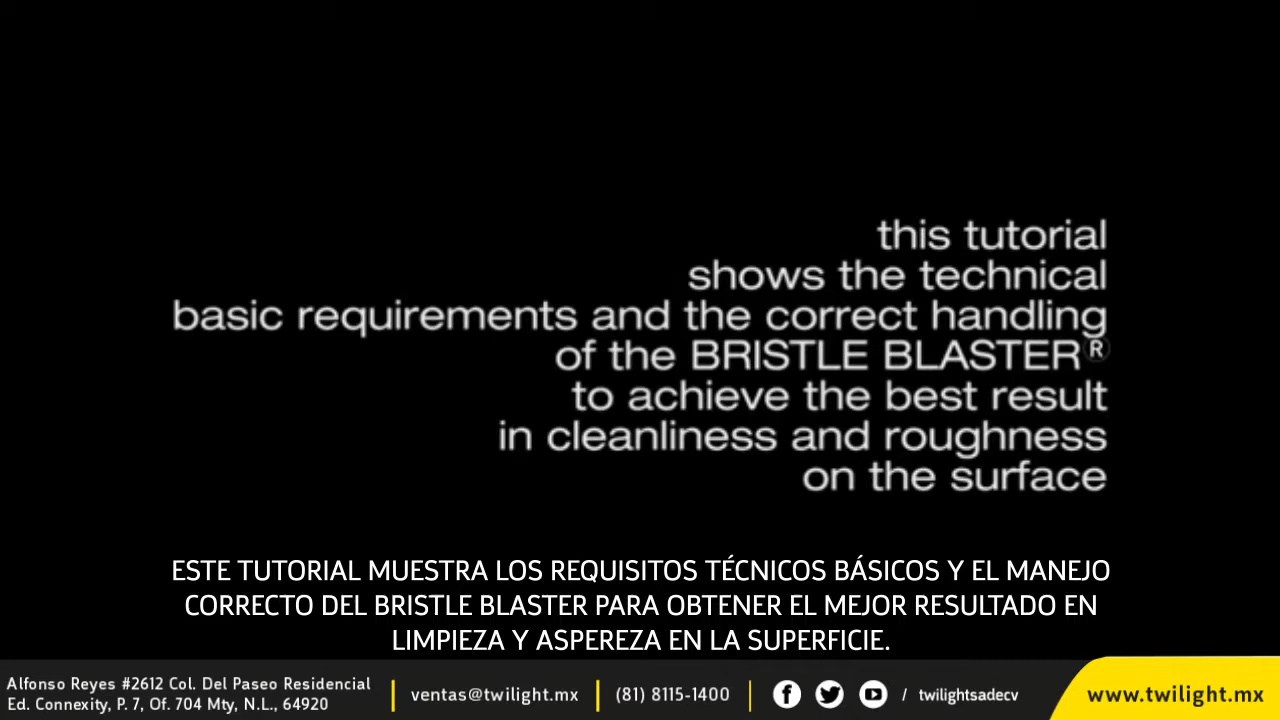 this tutorial
shows the technical
basic requirements and the correct handling
of the BRISTLE BLASTER®
to achieve the best result
in cleanliness and roughness
on the surface
ESTE TUTORIAL MUESTRA LOS REQUISITOS TÉCNICOS BÁSICOS Y EL MANEJO
CORRECTO DEL BRISTLE BLASTER PARA OBTENER EL MEJOR RESULTADO EN
LIMPIEZA Y ASPEREZA EN LA SUPERFICIE.
Alfonso Reyes #2612 Col. Del Paseo Residencial
Ed. Connexity, P. 7, Of. 704 Mty, N.L., 64920
ventas@twilight.mx
(81) 8115-1400
/ twilightsadecv
www.twilight.mx